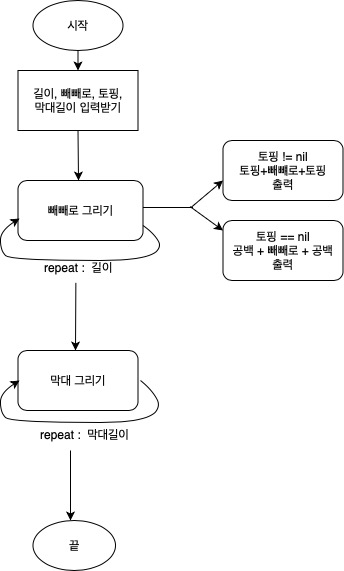 시작
길이, 빼빼로, 토핑,
막대길이 입력받기
빼빼로 그리기
repeat : 길이
토핑 != nil
토핑+빼빼로+토핑
출력
토핑 == nil
공백 + 빼빼로 + 공백
출력
막대 그리기
repeat : 막대길이
끝